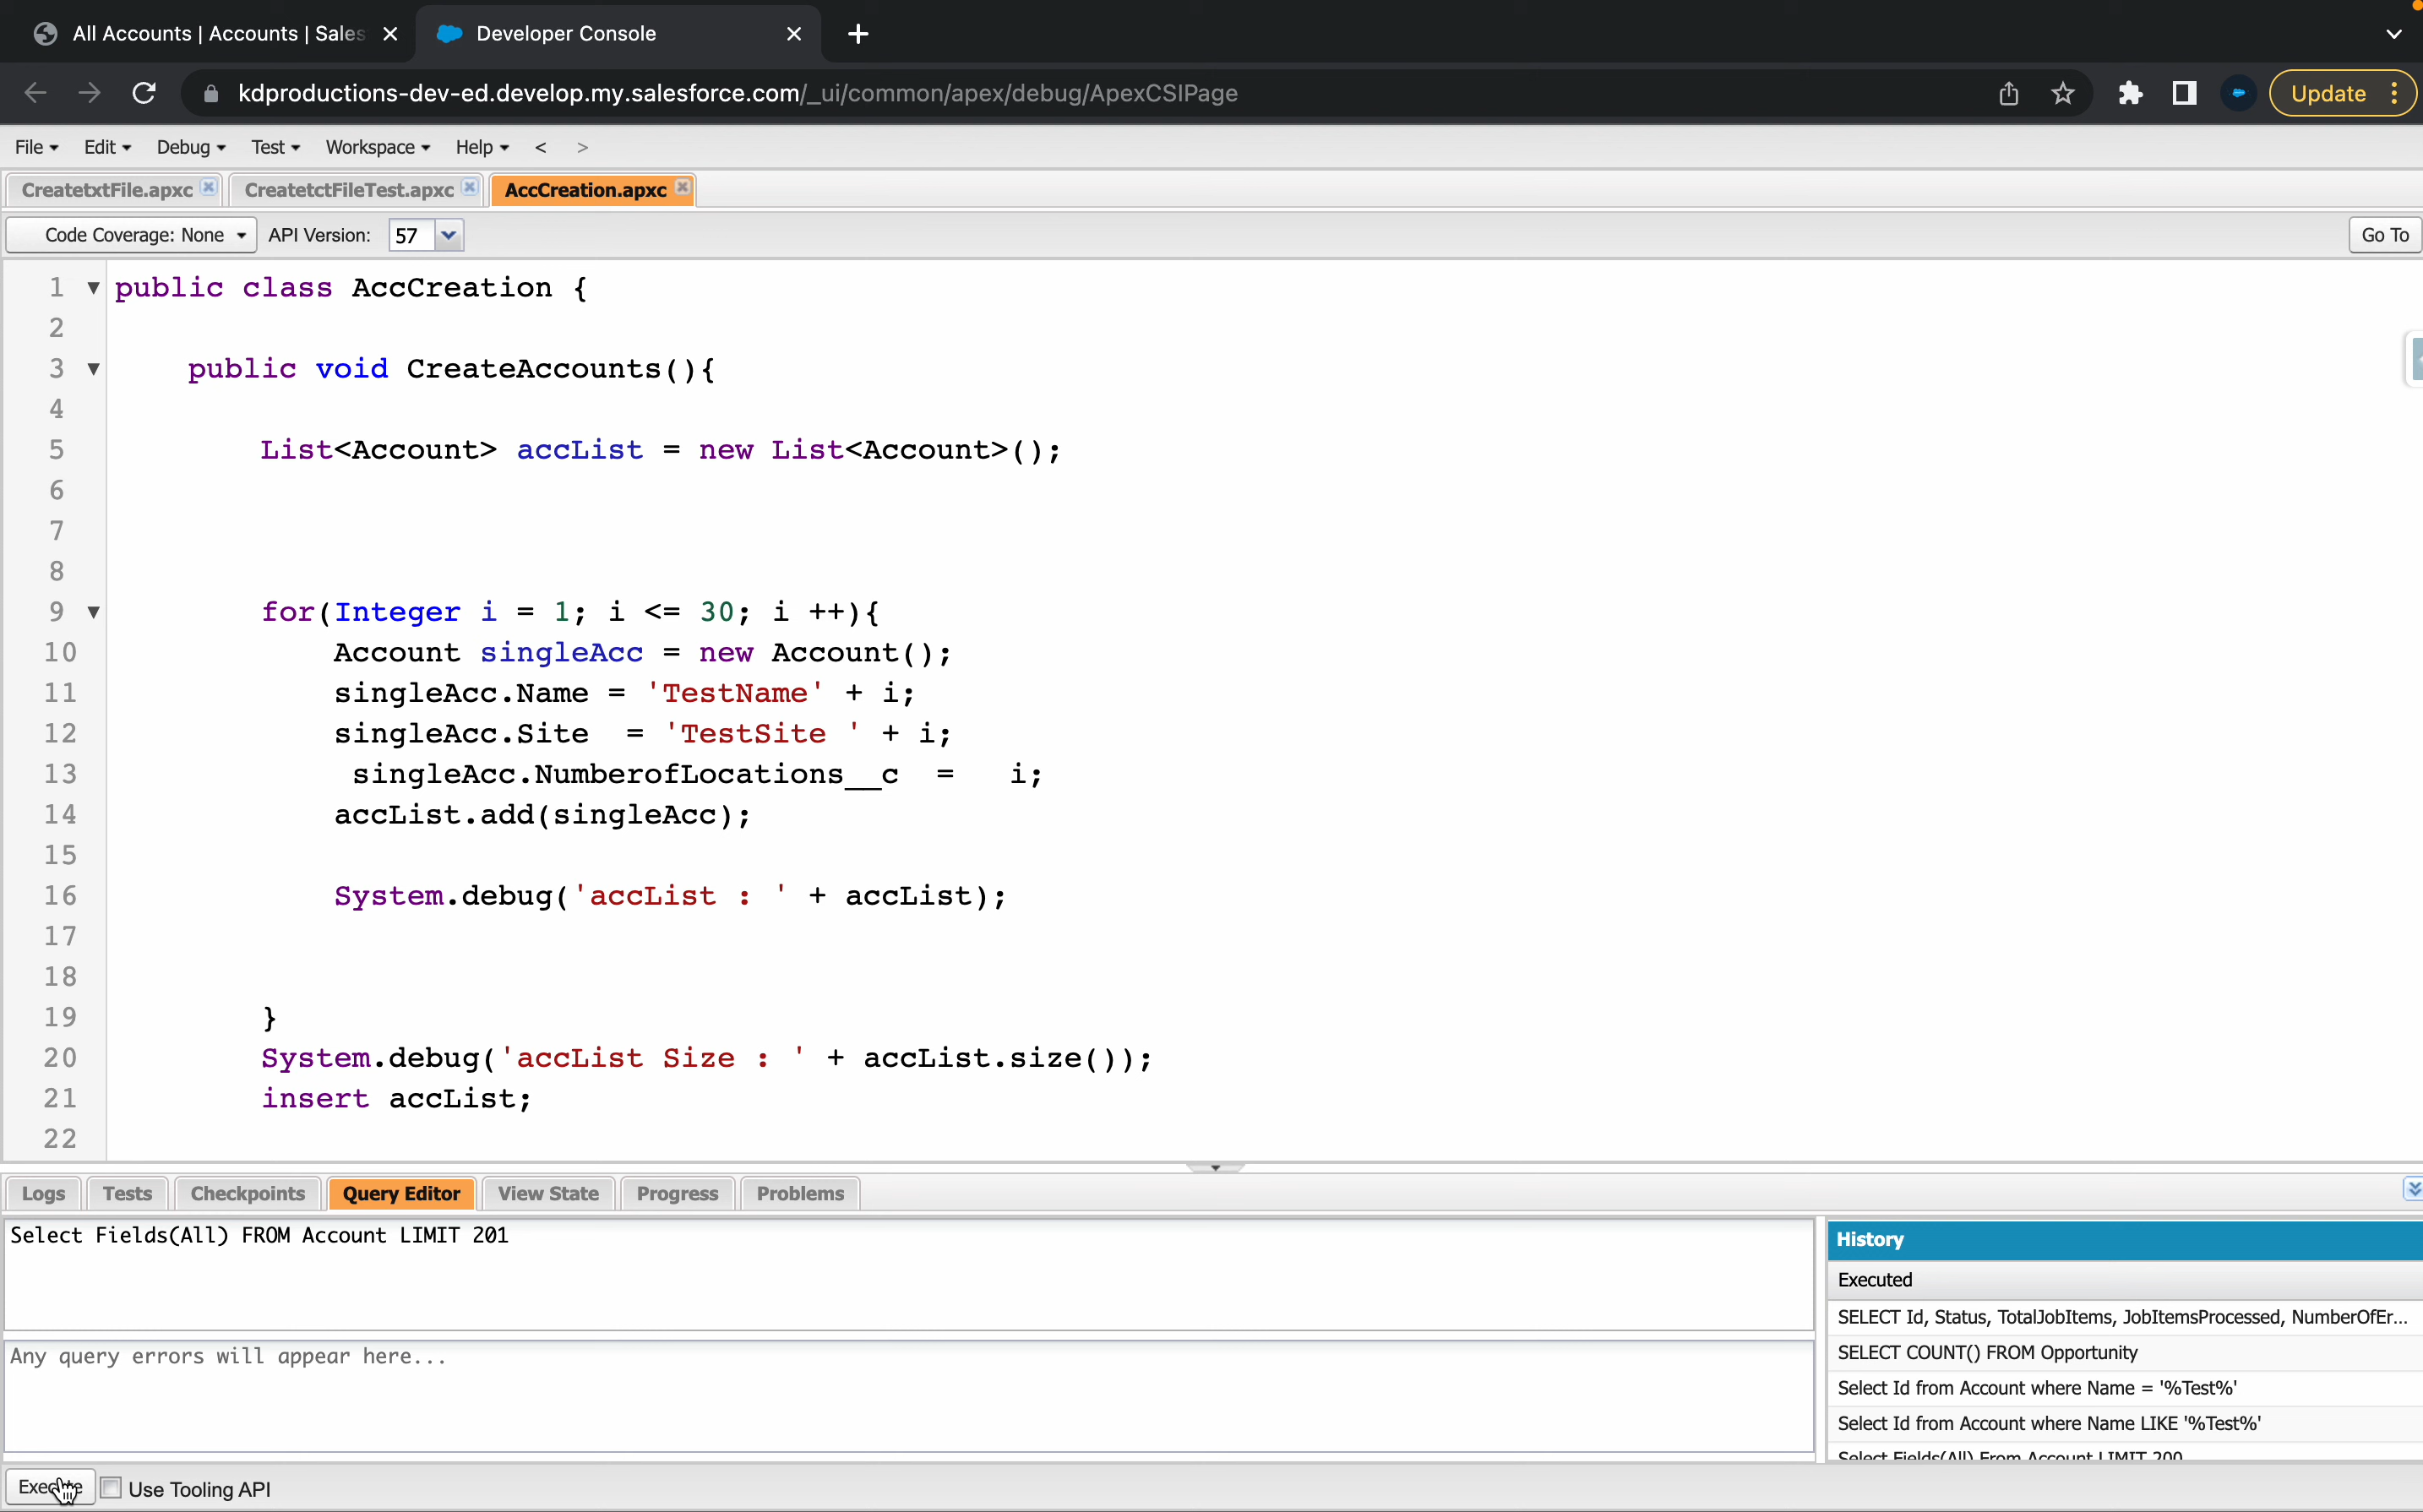 All Accounts | Accounts | Sales
Developer Console
kdproductions-dev-ed.develop.my.salesforce.com/_ui/common/apex/debug/ApexCSIPage
Update
File Edit Debug Test Workspace Help < >
CreatetxtFile.apxc CreatetctFileTest.apxc AccCreation.apxc
Code Coverage: None API Version: 57 Go To
1 public class AccCreation {
2
3 public void CreateAccounts(){
4
5 List<Account> accList = new List<Account>();
6
7
8
9 for(Integer i = 1; i <= 30; i ++){
10 Account singleAcc = new Account();
11 singleAcc.Name = 'TestName' + i;
12 singleAcc.Site = 'TestSite ' + i;
13 singleAcc.NumberofLocations__c = i;
14 accList.add(singleAcc);
15
16 System.debug('accList : ' + accList);
17
18
19 }
20 System.debug('accList Size : ' + accList.size());
21 insert accList;
22
Logs Tests Checkpoints Query Editor View State Progress Problems
Select Fields(All) FROM Account LIMIT 201
Any query errors will appear here...
History
Executed
SELECT Id, Status, TotalJobItems, JobItemsProcessed, NumberOfEr...
SELECT COUNT() FROM Opportunity
Select Id from Account where Name = '%Test%'
Select Id from Account where Name LIKE '%Test%'
Select Fields(All) From Account LIMIT 200
Execute Use Tooling API